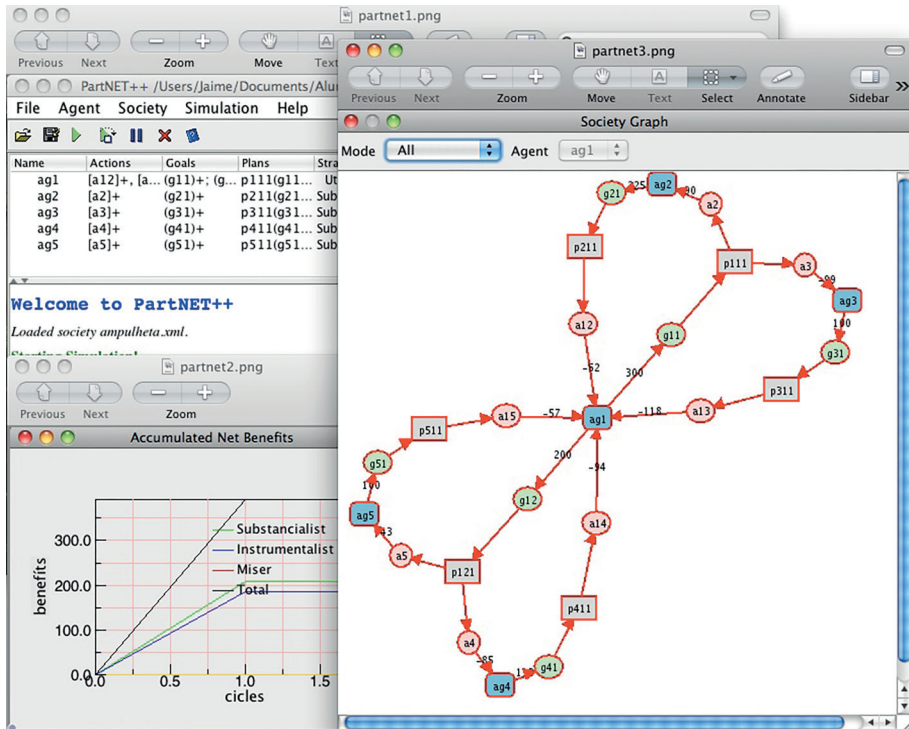 partnet1.png
Previous Next Zoom Move
PartNET++ /Users/Jaime/Documents/
File Agent Society Simulation Help
Name Actions Goals Plans
ag1 [a12]+, [a... (g11)+; (g... p111(g11...
ag2 [a2]+ (g21)+ p211(g21... Sub
ag3 [a3]+ (g31)+ p311(g31... Sub
ag4 [a4]+ (g41)+ p411(g41... Sub
ag5 [a5]+ (g51)+ p511(g51... Sub
Welcome to PartNET++
Loaded society ampulheta.xml.
Starting Simulation!
partnet2.png
Previous Next Zoom
Accumulated Net Benefits
Substancialist
Instrumentalist
Miser
Total
benefits
300.0
200.0
100.0
0.0
0.0 0.5 1.0 1.5
cicles
partnet3.png
Previous Next Zoom Move Text Select Annotate Sidebar
Society Graph
Mode All Agent ag1
g21 ag2 a2
p211 p111 a3
ag3
100
a12 g11 g31
-52 300
p311
a15 -57 ag1 -118 a13
p511
g51 200 -94
100 g12
ag5 a14
a5
p121
p411
a4
-85 g41
ag4